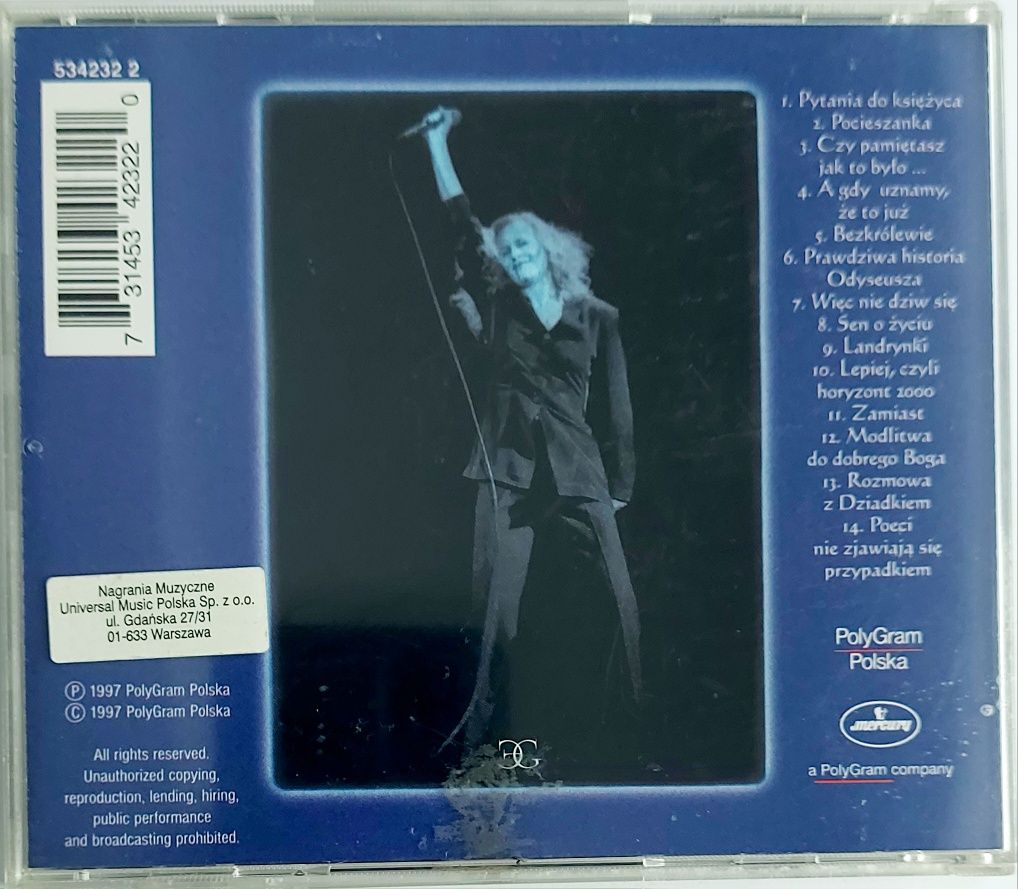 534232 2
7 31453 42322 0
1. Pytania do księżyca
2. Pocieszanka
3. Czy pamiętasz
jak to było ...
4. A gdy uznamy,
że to już
5. Bezkrólewie
6. Prawdziwa historia
Odyseusza
7. Więc nie dziw się
8. Sen o życiu
9. Landrynki
10. Lepiej, czyli
horyzont 2000
11. Zamiast
12. Modlitwa
do dobrego Boga
13. Rozmowa
z Dziadkiem
14. Poeci
nie zjawiają się
przypadkiem
PolyGram
Polska
mercury
a PolyGram company
Nagrania Muzyczne
Universal Music Polska Sp. z o.o.
ul. Gdańska 27/31
01-633 Warszawa
Ⓟ 1997 PolyGram Polska
© 1997 PolyGram Polska
All rights reserved.
Unauthorized copying,
reproduction, lending, hiring,
public performance
and broadcasting prohibited.